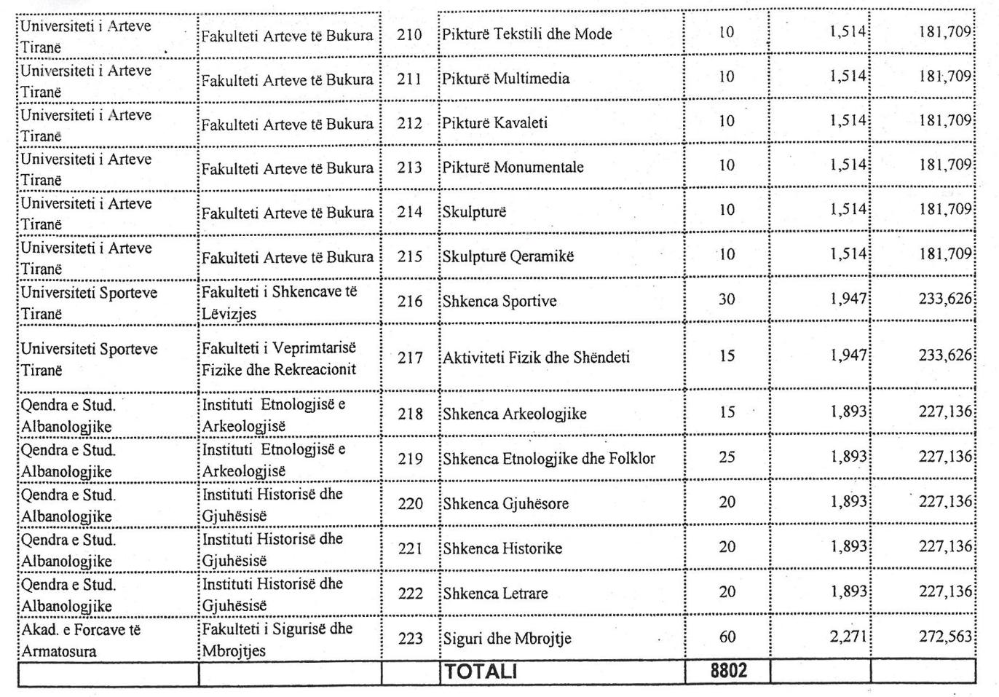 Universiteti i Arteve
Tiranë
Fakulteti Arteve të Bukura
210
Pikturë Tekstili dhe Mode
10
1,514
181,709
Universiteti i Arteve
Tiranë
Fakulteti Arteve të Bukura
211
Pikturë Multimedia
10
1,514
181,709
Universiteti i Arteve
Tiranë
Fakulteti Arteve të Bukura
212
Pikturë Kavaleti
10
1,514
181,709
Universiteti i Arteve
Tiranë
Fakulteti Arteve të Bukura
213
Pikturë Monumentale
10
1,514
181,709
Universiteti i Arteve
Tiranë
Fakulteti Arteve të Bukura
214
Skulpturë
10
1,514
181,709
Universiteti i Arteve
Tiranë
Fakulteti Arteve të Bukura
215
Skulpturë Qeramikë
10
1,514
181,709
Universiteti Sporteve
Tiranë
Fakulteti i Shkencave të
Lëvizjes
216
Shkenca Sportive
30
1,947
233,626
Universiteti Sporteve
Tiranë
Fakulteti i Veprimtarisë
Fizike dhe Rekreacionit
217
Aktiviteti Fizik dhe Shëndeti
15
1,947
233,626
Qendra e Stud.
Albanologjike
Instituti Etnologjisë e
Arkeologjisë
218
Shkenca Arkeologjike
15
1,893
227,136
Qendra e Stud.
Albanologjike
Instituti Etnologjisë e
Arkeologjisë
219
Shkenca Etnologjike dhe Folklor
25
1,893
227,136
Qendra e Stud.
Albanologjike
Instituti Historisë dhe
Gjuhësisë
220
Shkenca Gjuhësore
20
1,893
227,136
Qendra e Stud.
Albanologjike
Instituti Historisë dhe
Gjuhësisë
221
Shkenca Historike
20
1,893
227,136
Qendra e Stud.
Albanologjike
Instituti Historisë dhe
Gjuhësisë
222
Shkenca Letrare
20
1,893
227,136
Akad. e Forcave të
Armatosura
Fakulteti i Sigurisë dhe
Mbrojtjes
223
Siguri dhe Mbrojtje
60
2,271
272,563
TOTALI
8802